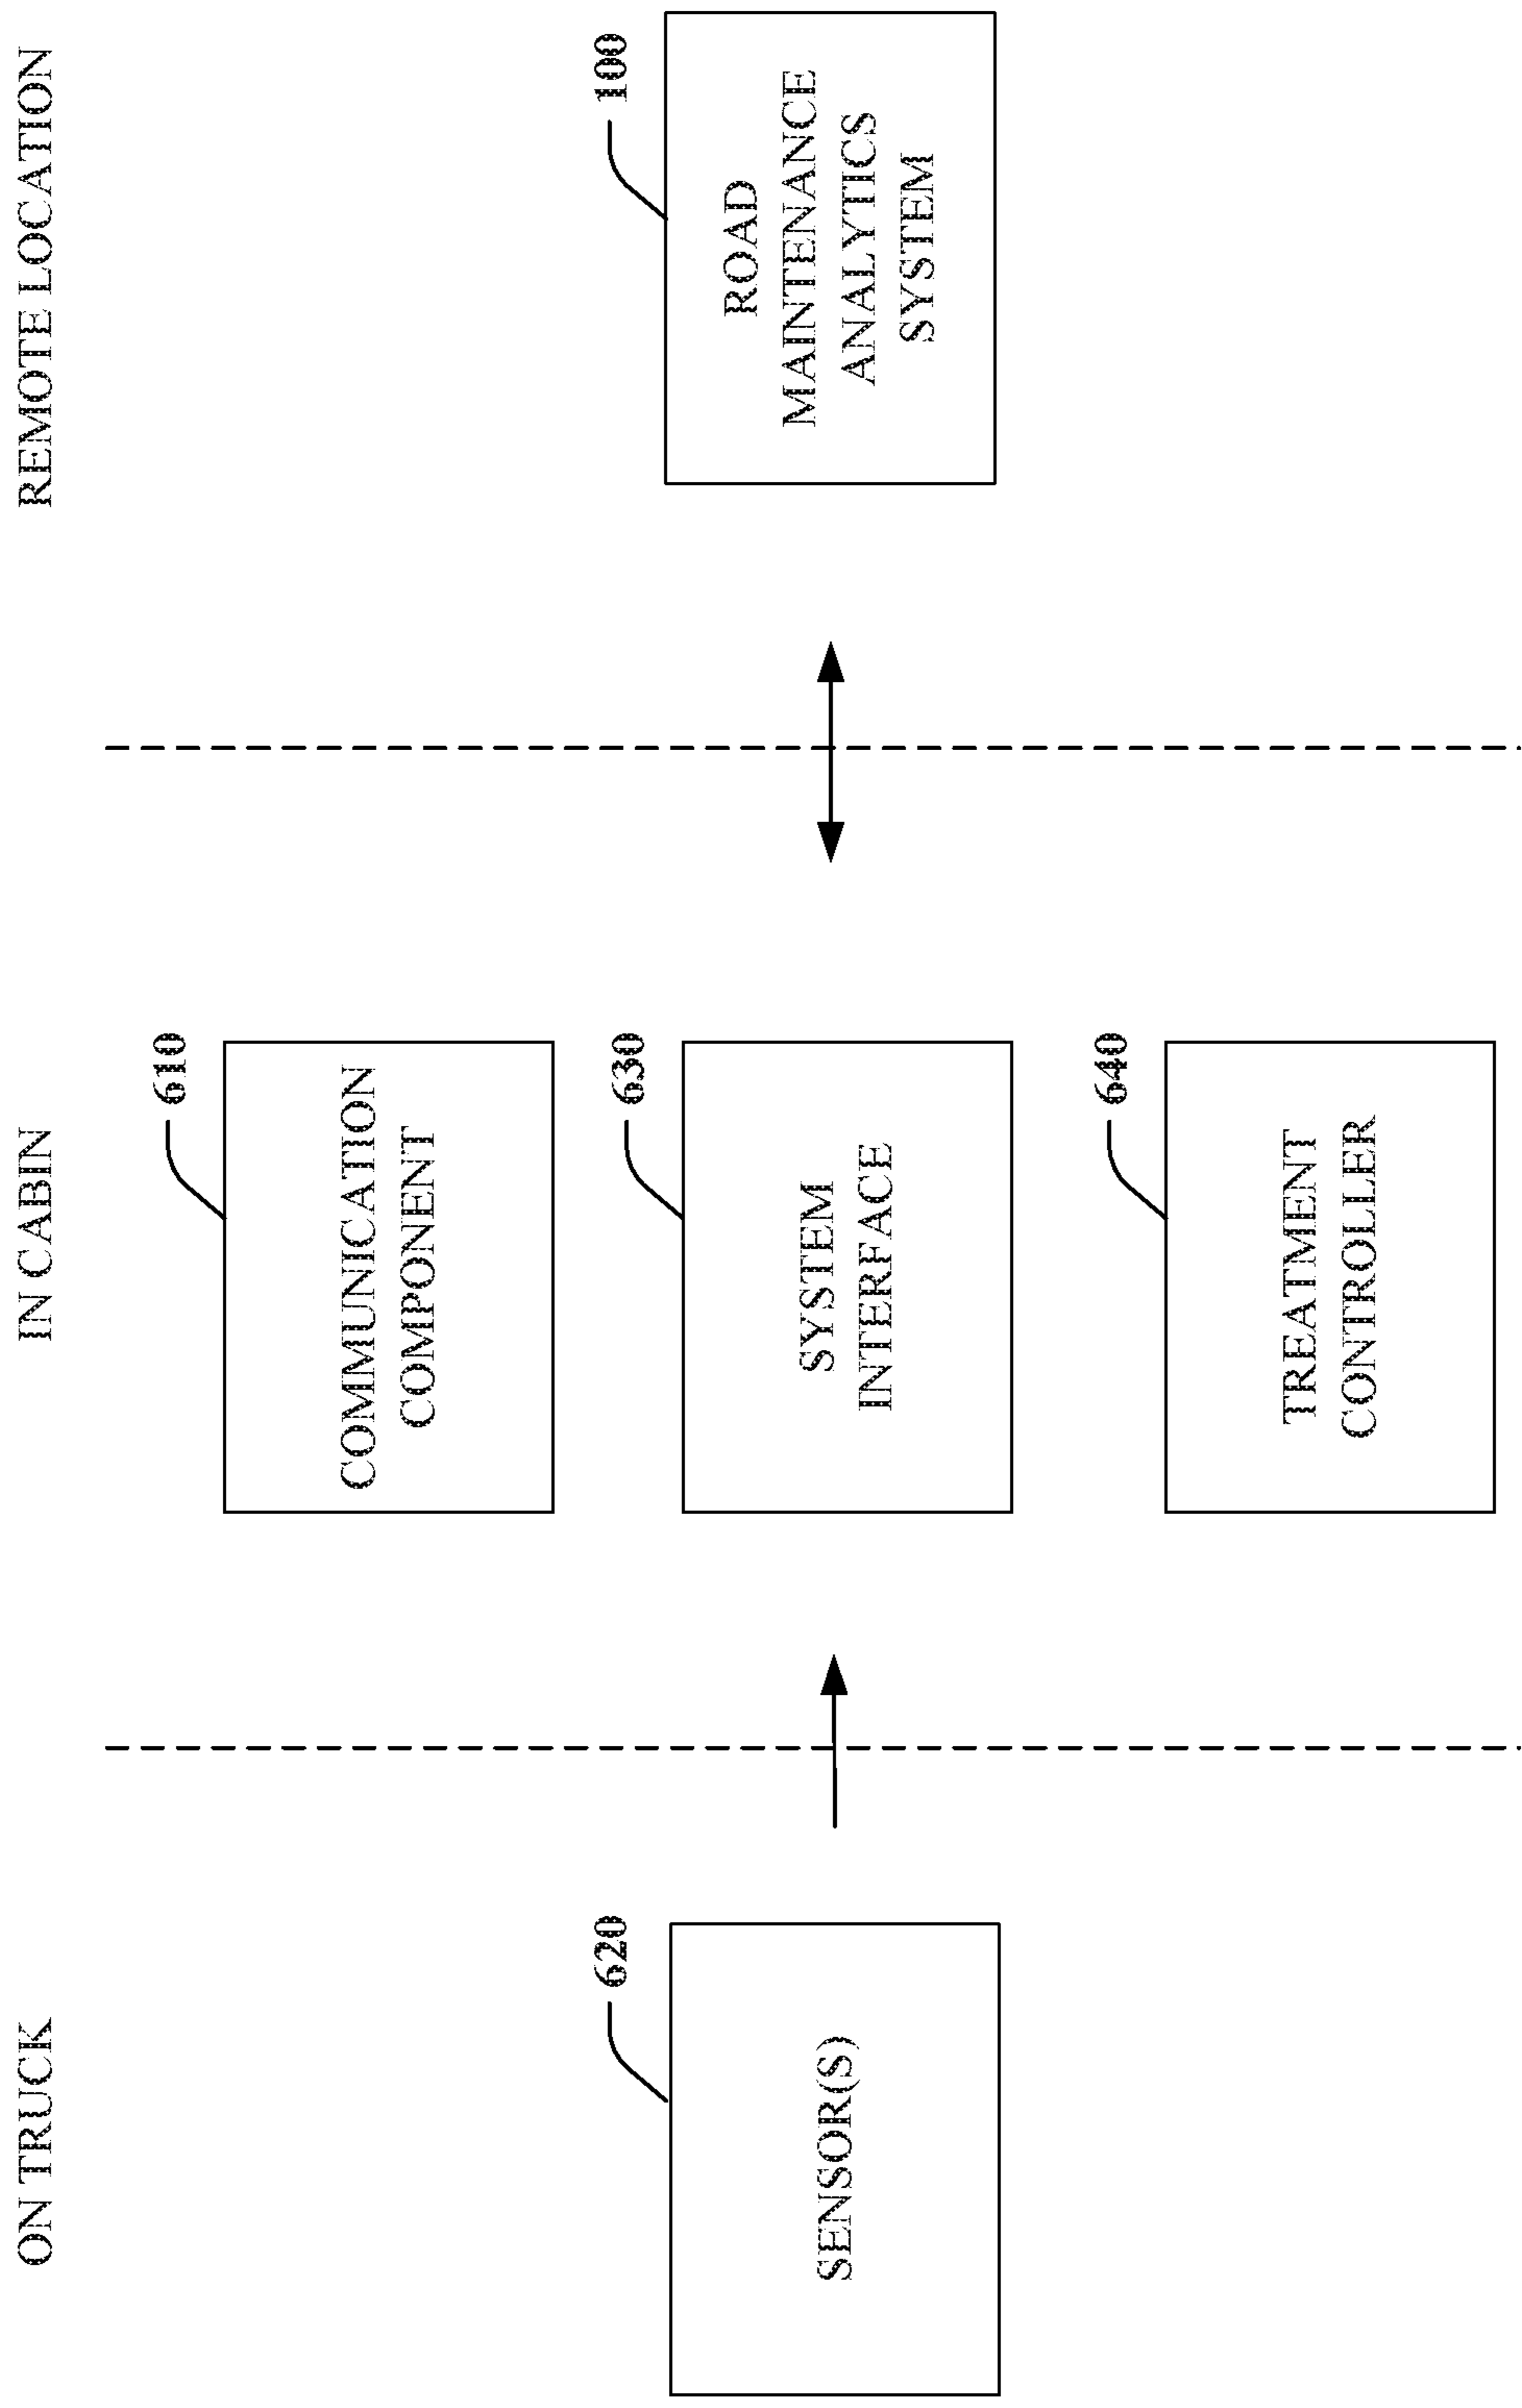 ON TRUCK
IN CABIN
REMOTE LOCATION
620
SENSOR(S)
610
COMMUNICATION
COMPONENT
630
SYSTEM
INTERFACE
640
TREATMENT
CONTROLLER
100
ROAD
MAINTENANCE
ANALYTICS
SYSTEM